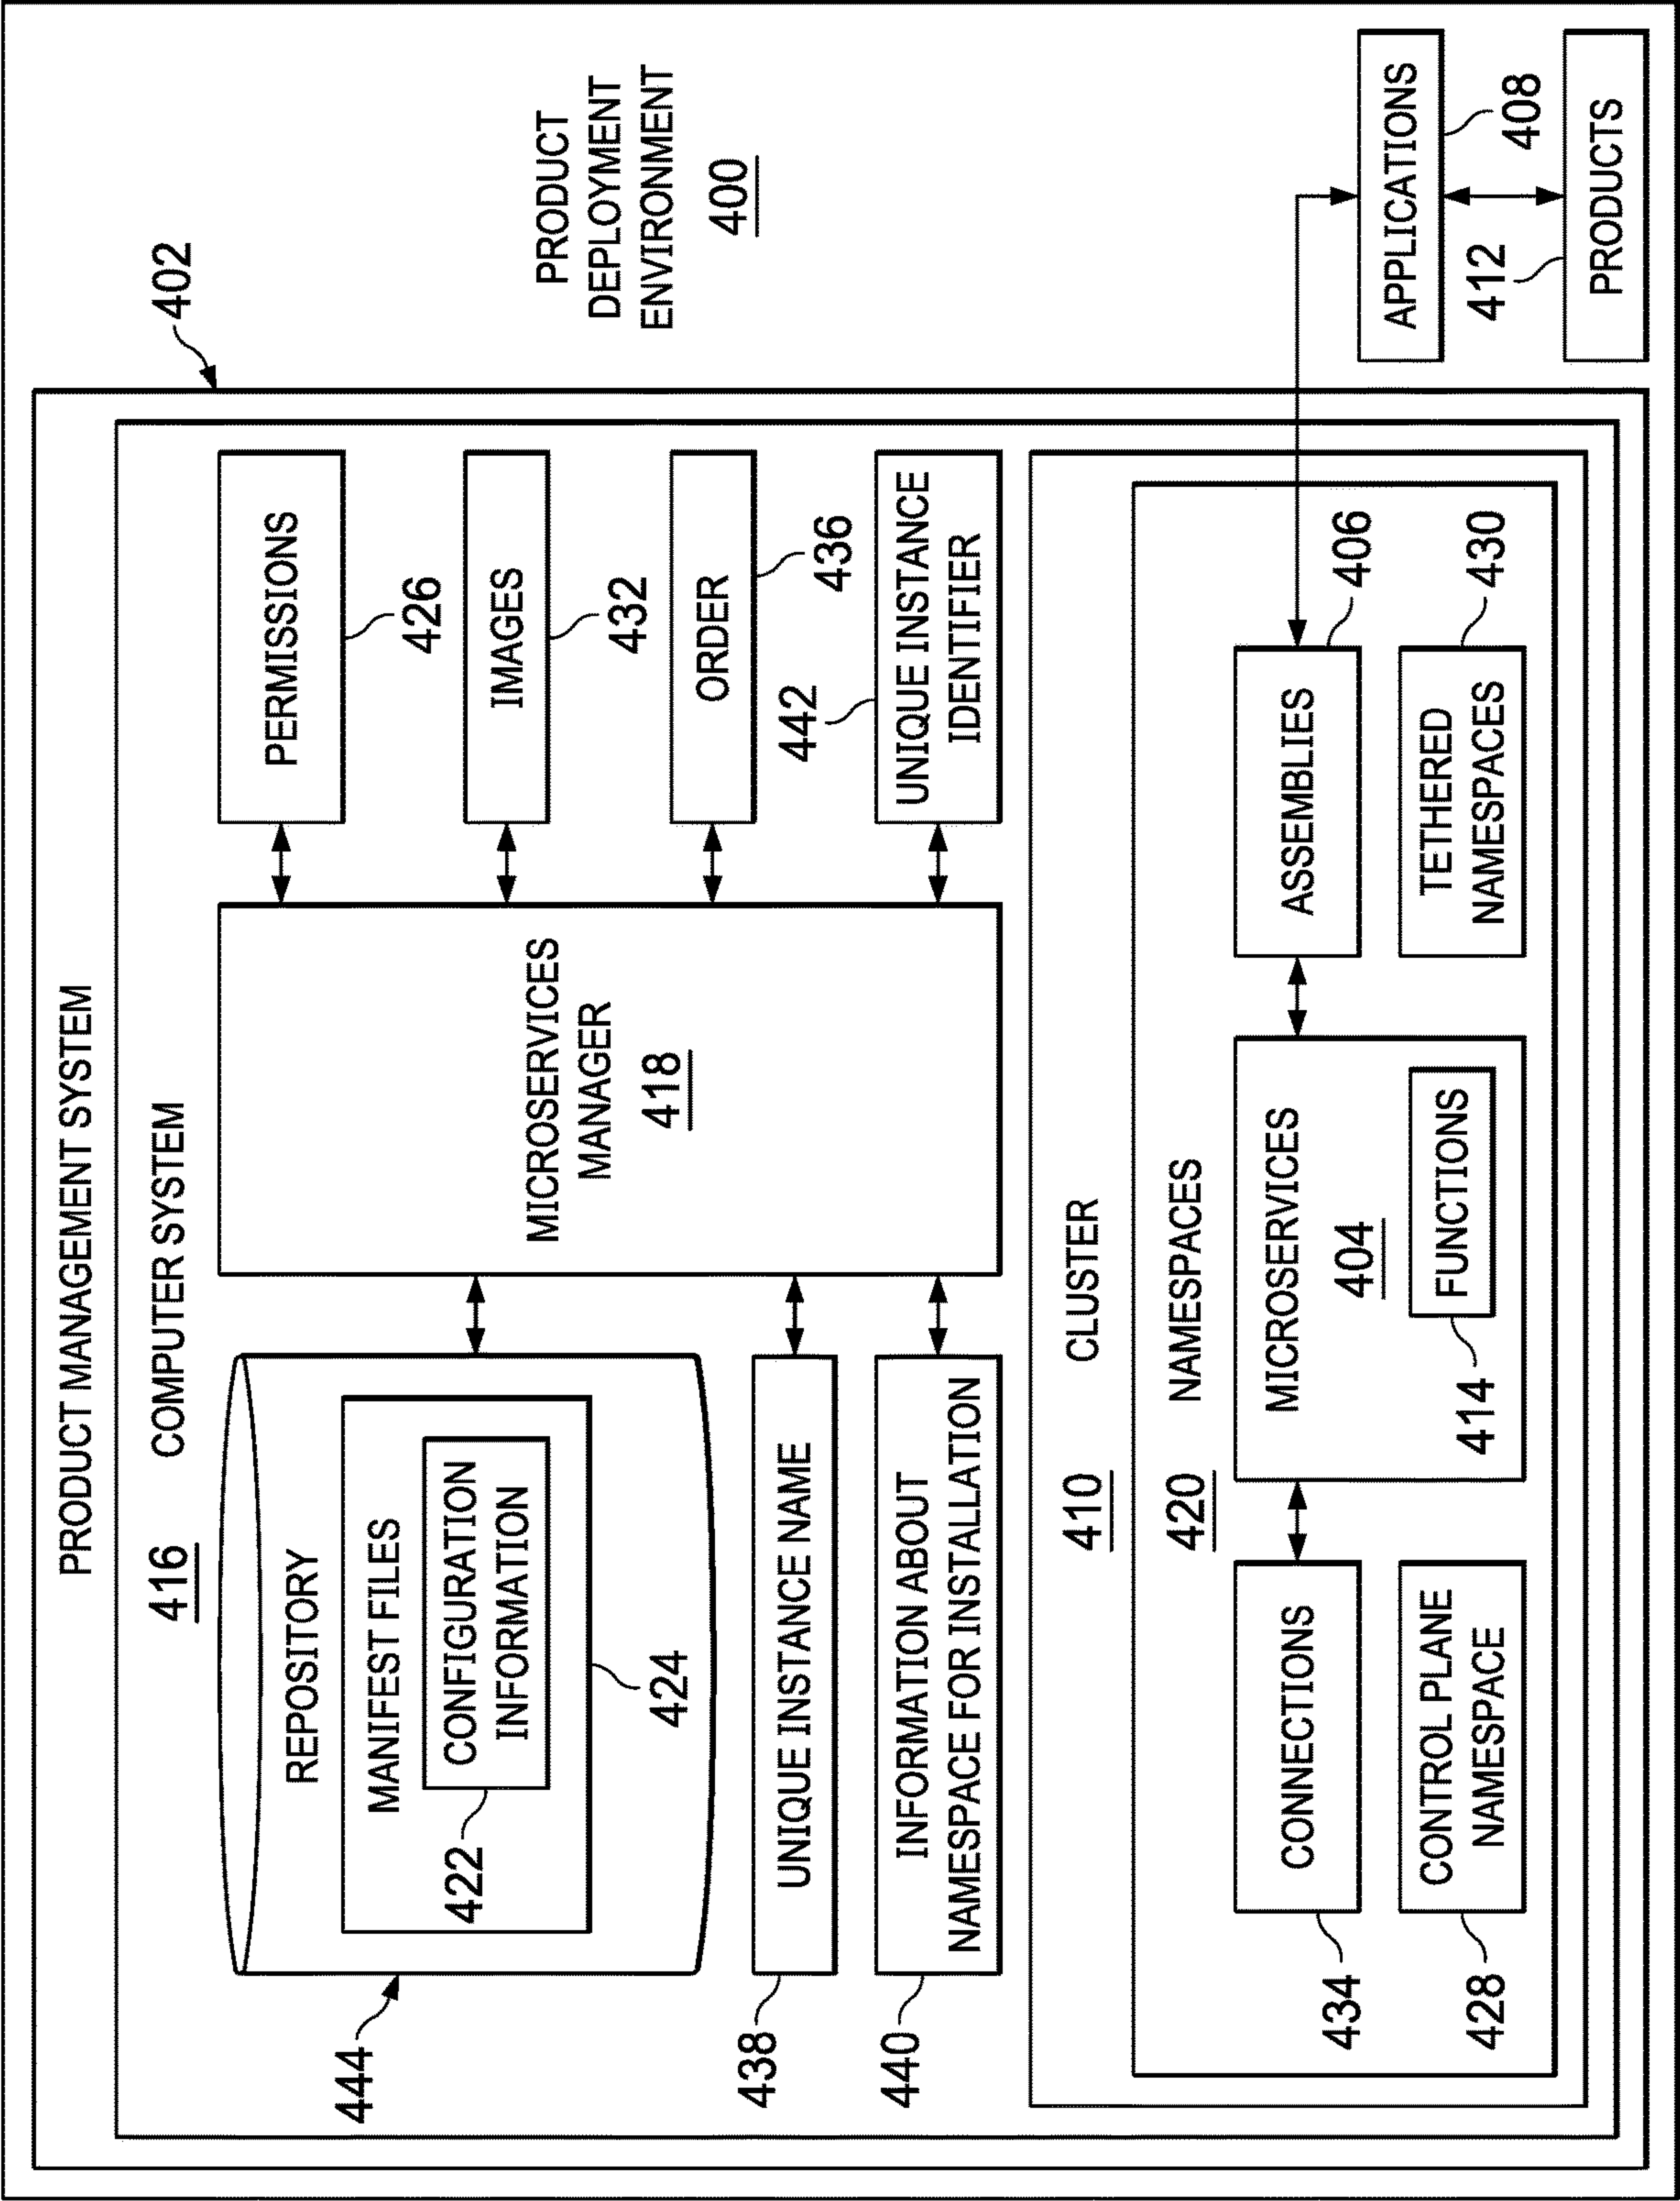 PRODUCT MANAGEMENT SYSTEM
402
COMPUTER SYSTEM
416
PRODUCT
DEPLOYMENT
ENVIRONMENT
400
444
REPOSITORY
MANIFEST FILES
CONFIGURATION
INFORMATION
422
424
438
UNIQUE INSTANCE NAME
440
INFORMATION ABOUT
NAMESPACE FOR INSTALLATION
MICROSERVICES
MANAGER
418
PERMISSIONS
426
IMAGES
432
ORDER
436
442
UNIQUE INSTANCE
IDENTIFIER
CLUSTER
410
NAMESPACES
420
CONNECTIONS
434
CONTROL PLANE
NAMESPACE
428
MICROSERVICES
404
FUNCTIONS
414
ASSEMBLIES
406
TETHERED
NAMESPACES
430
APPLICATIONS
408
412
PRODUCTS